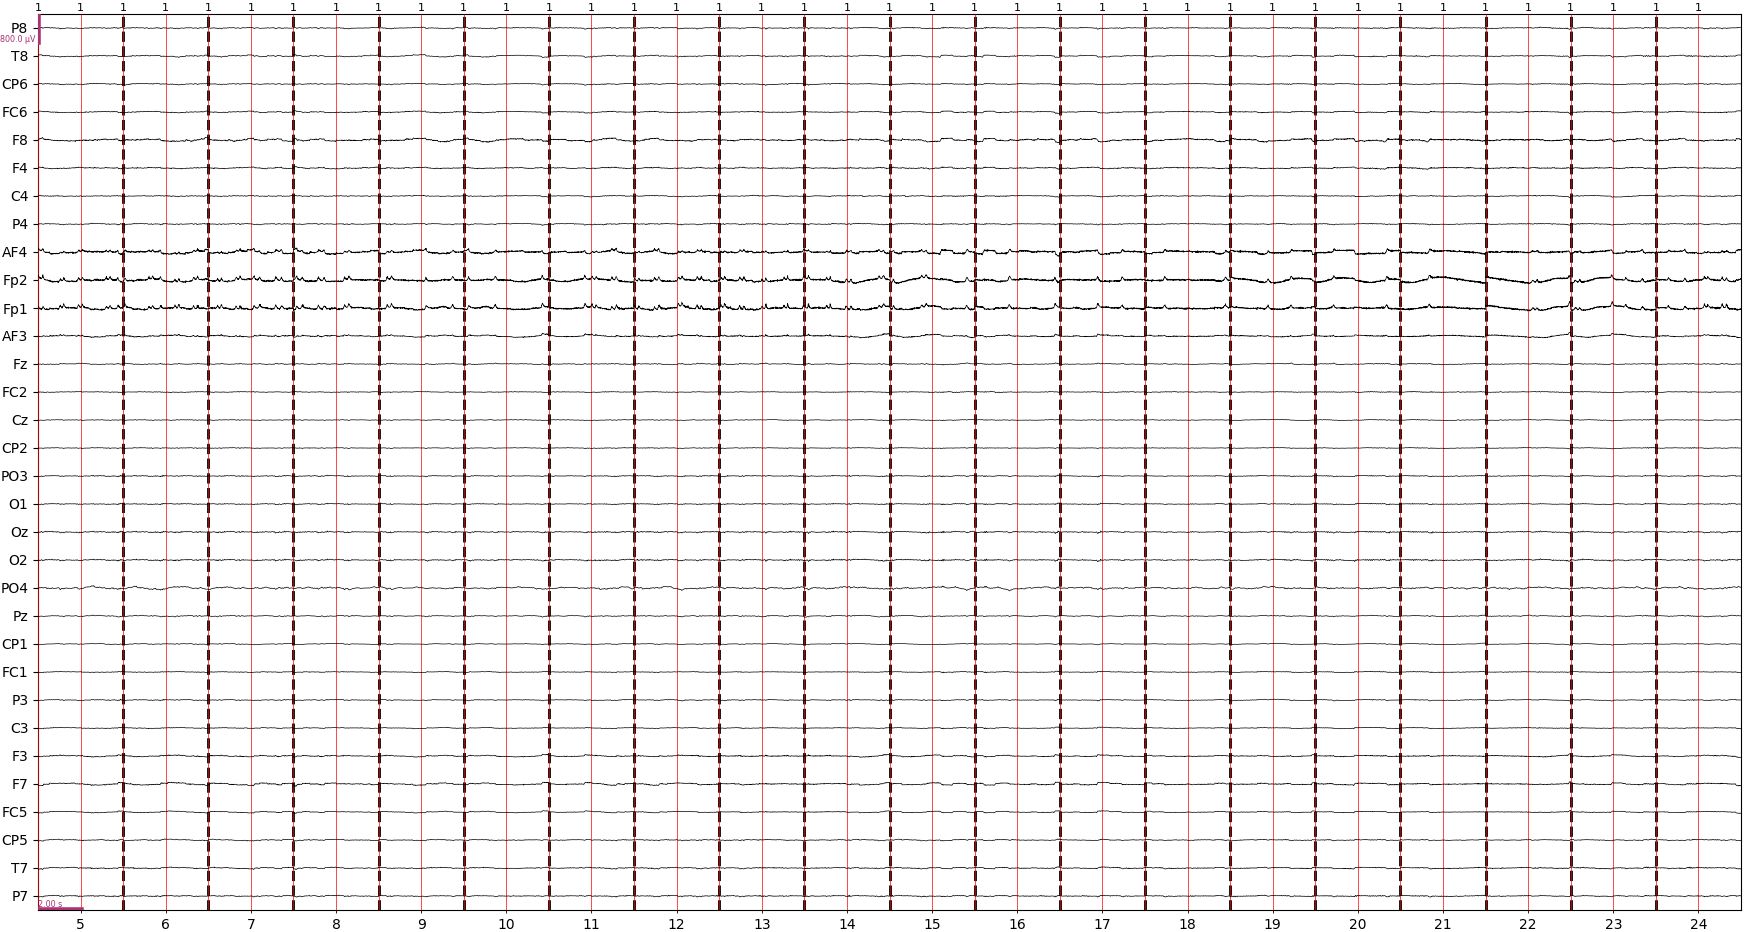 1 1 1 1 1 1 1 1 1 1 1 1 1 1 1 1 1 1 1 1 1 1 1 1 1 1 1 1 1 1 1 1 1 1 1 1 1 1 1 1
P8
800.0 µV
T8
CP6
FC6
F8
F4
C4
P4
AF4
Fp2
Fp1
AF3
Fz
FC2
Cz
CP2
PO3
O1
Oz
O2
PO4
Pz
CP1
FC1
P3
C3
F3
F7
FC5
CP5
T7
P7
2.00 s
5 6 7 8 9 10 11 12 13 14 15 16 17 18 19 20 21 22 23 24